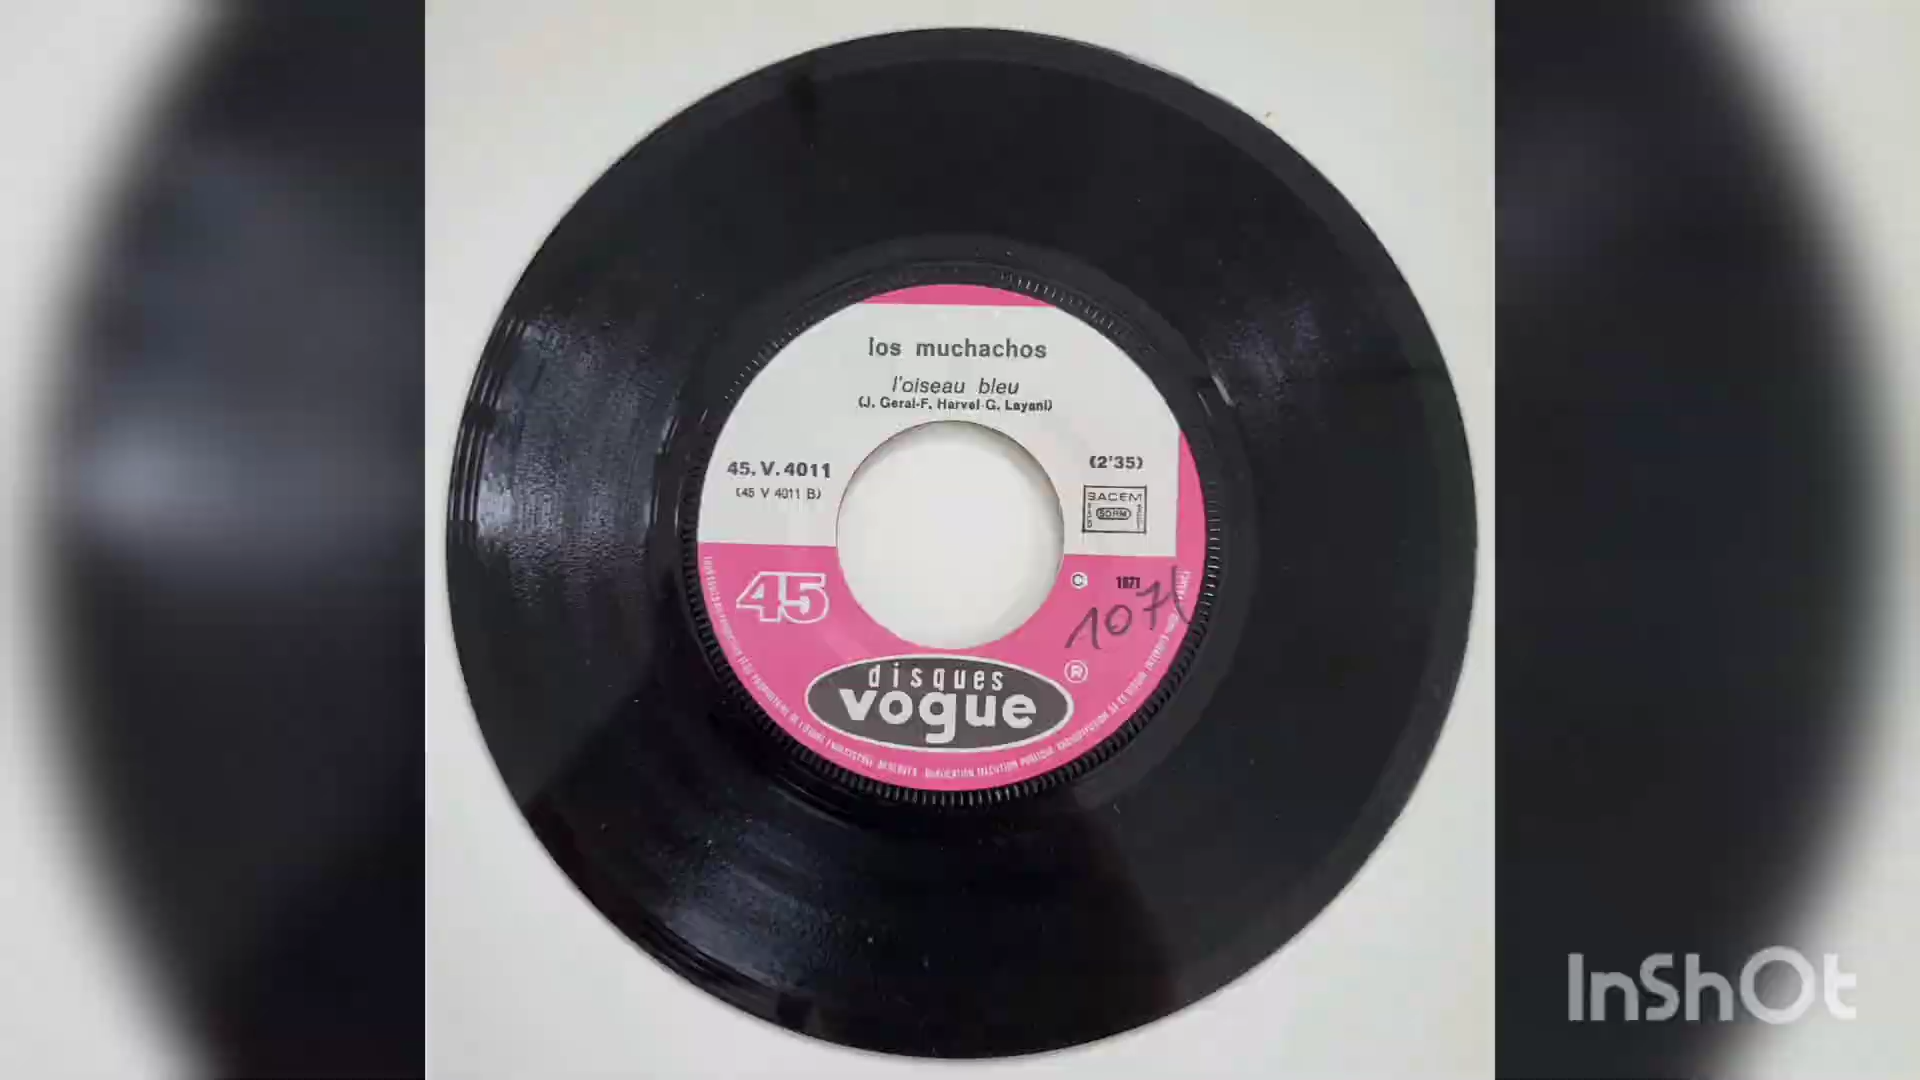 los muchachos
l'oiseau bleu
(J. Geral-F. Harvel-G. Layani)
45. V. 4011
(45 V 4011 B)
(2'35)
SACEM
SDRM
45
℗ 1971
1071
disques
vogue
®
InShOt